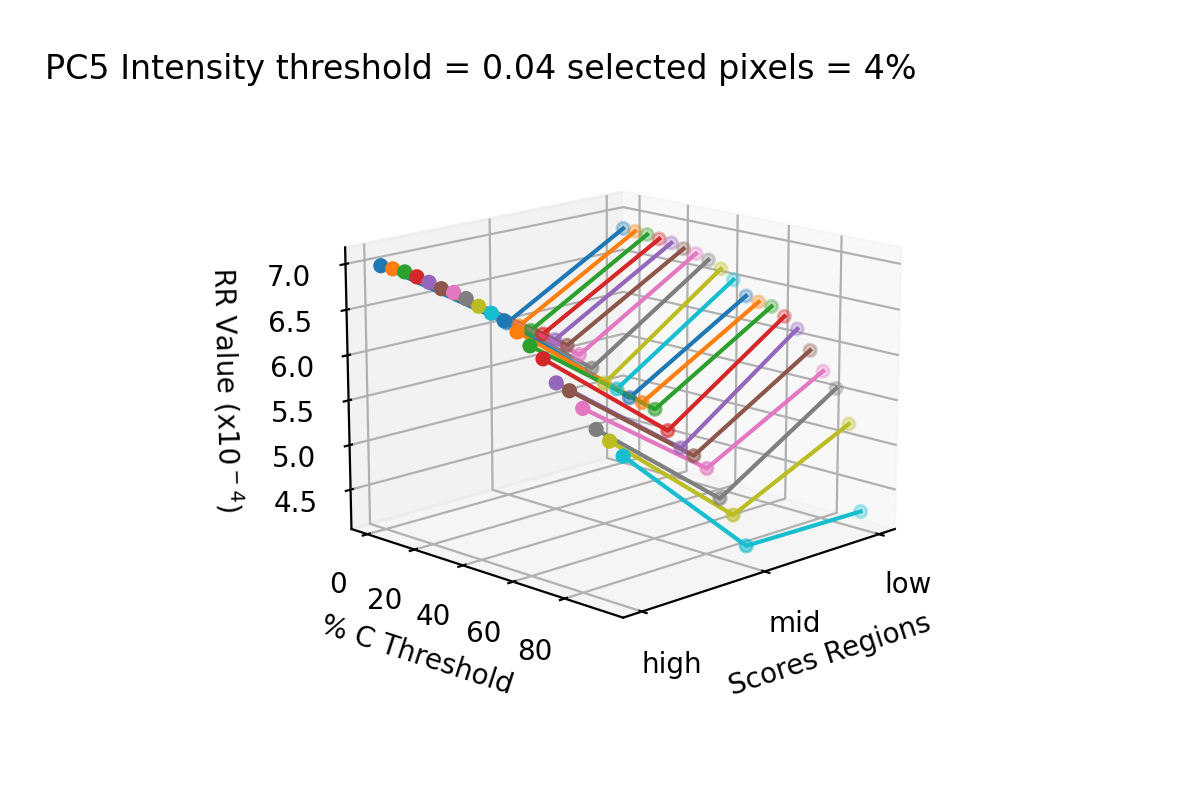 PC5 Intensity threshold = 0.04 selected pixels = 4%
RR Value (x10⁻⁴)
7.0
6.5
6.0
5.5
5.0
4.5
0
20
40
60
80
% C Threshold
high
mid
low
Scores Regions